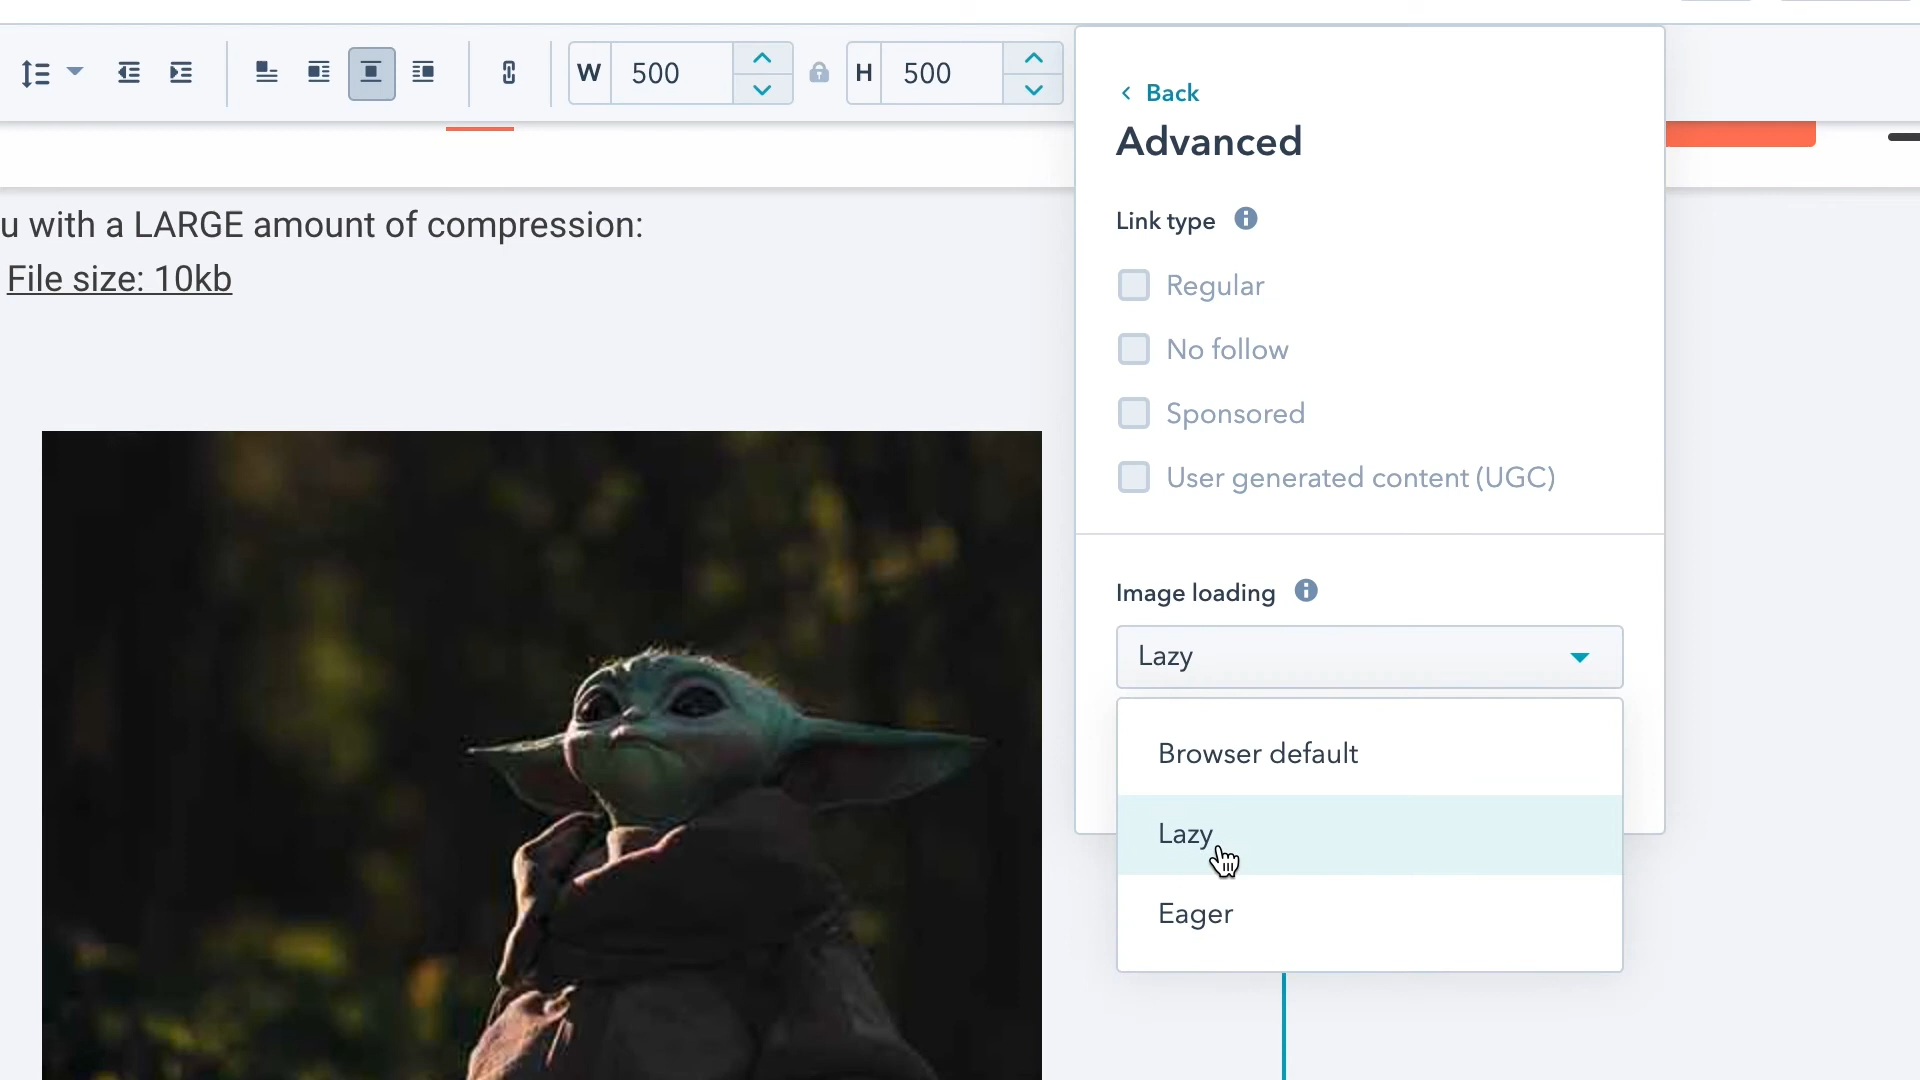 W 500 H 500
Back
Advanced
u with a LARGE amount of compression:
Link type
File size: 10kb
Regular
No follow
Sponsored
User generated content (UGC)
Image loading
Lazy
Browser default
Lazy
Eager